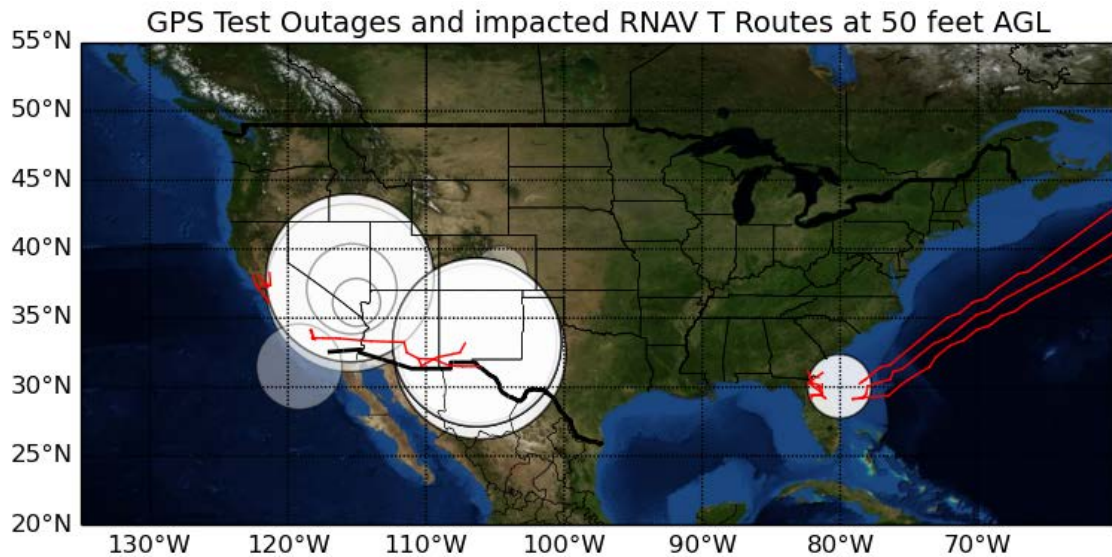 GPS Test Outages and impacted RNAV T Routes at 50 feet AGL
55°N
50°N
45°N
40°N
35°N
30°N
25°N
20°N
130°W 120°W 110°W 100°W 90°W 80°W 70°W